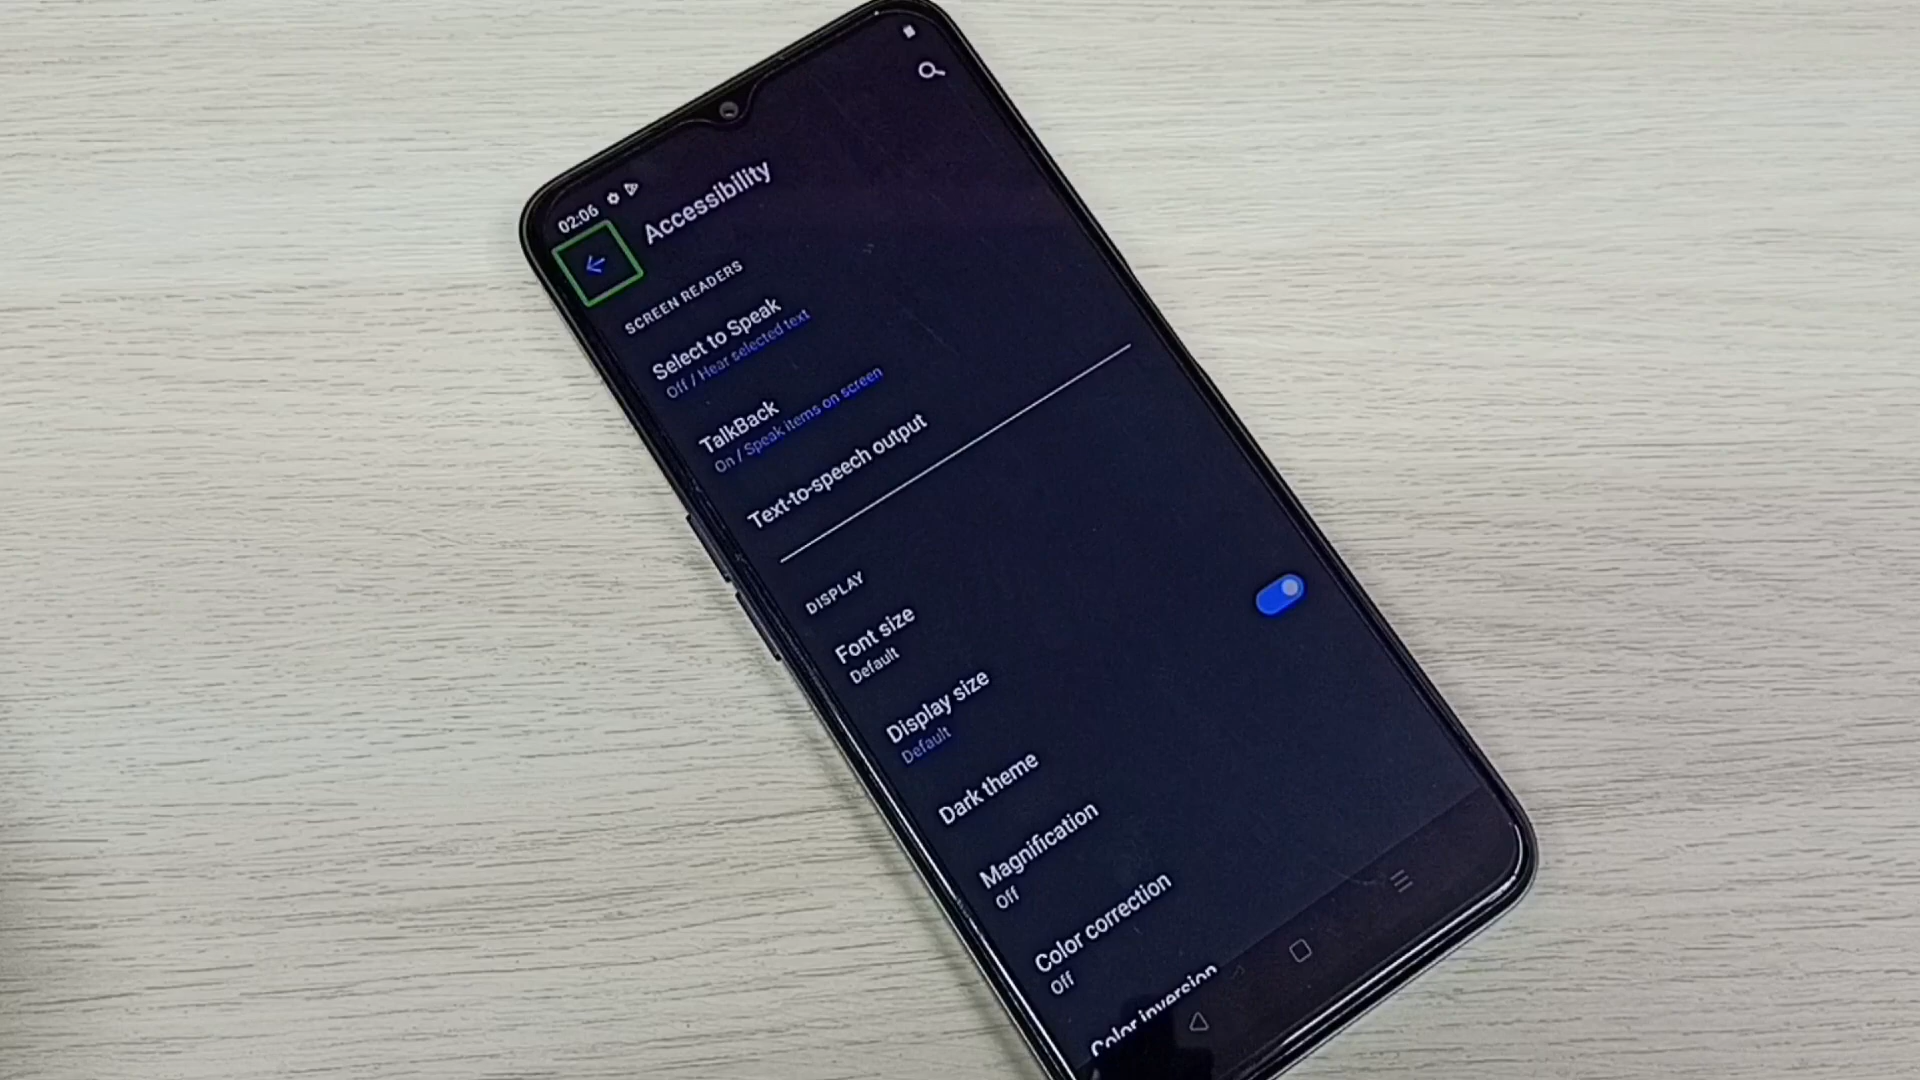 02:06
Accessibility
SCREEN READERS
Select to Speak
Off / Hear selected text
TalkBack
On / Speak items on screen
Text-to-speech output
DISPLAY
Font size
Default
Display size
Default
Dark theme
Magnification
Off
Color correction
Off
Color inversion